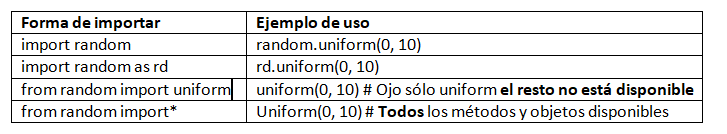 Forma de importar Ejemplo de uso
import random random.uniform(0, 10)
import random as rd rd.uniform(0, 10)
from random import uniform uniform(0, 10) # Ojo sólo uniform el resto no está disponible
from random import* Uniform(0, 10) # Todos los métodos y objetos disponibles